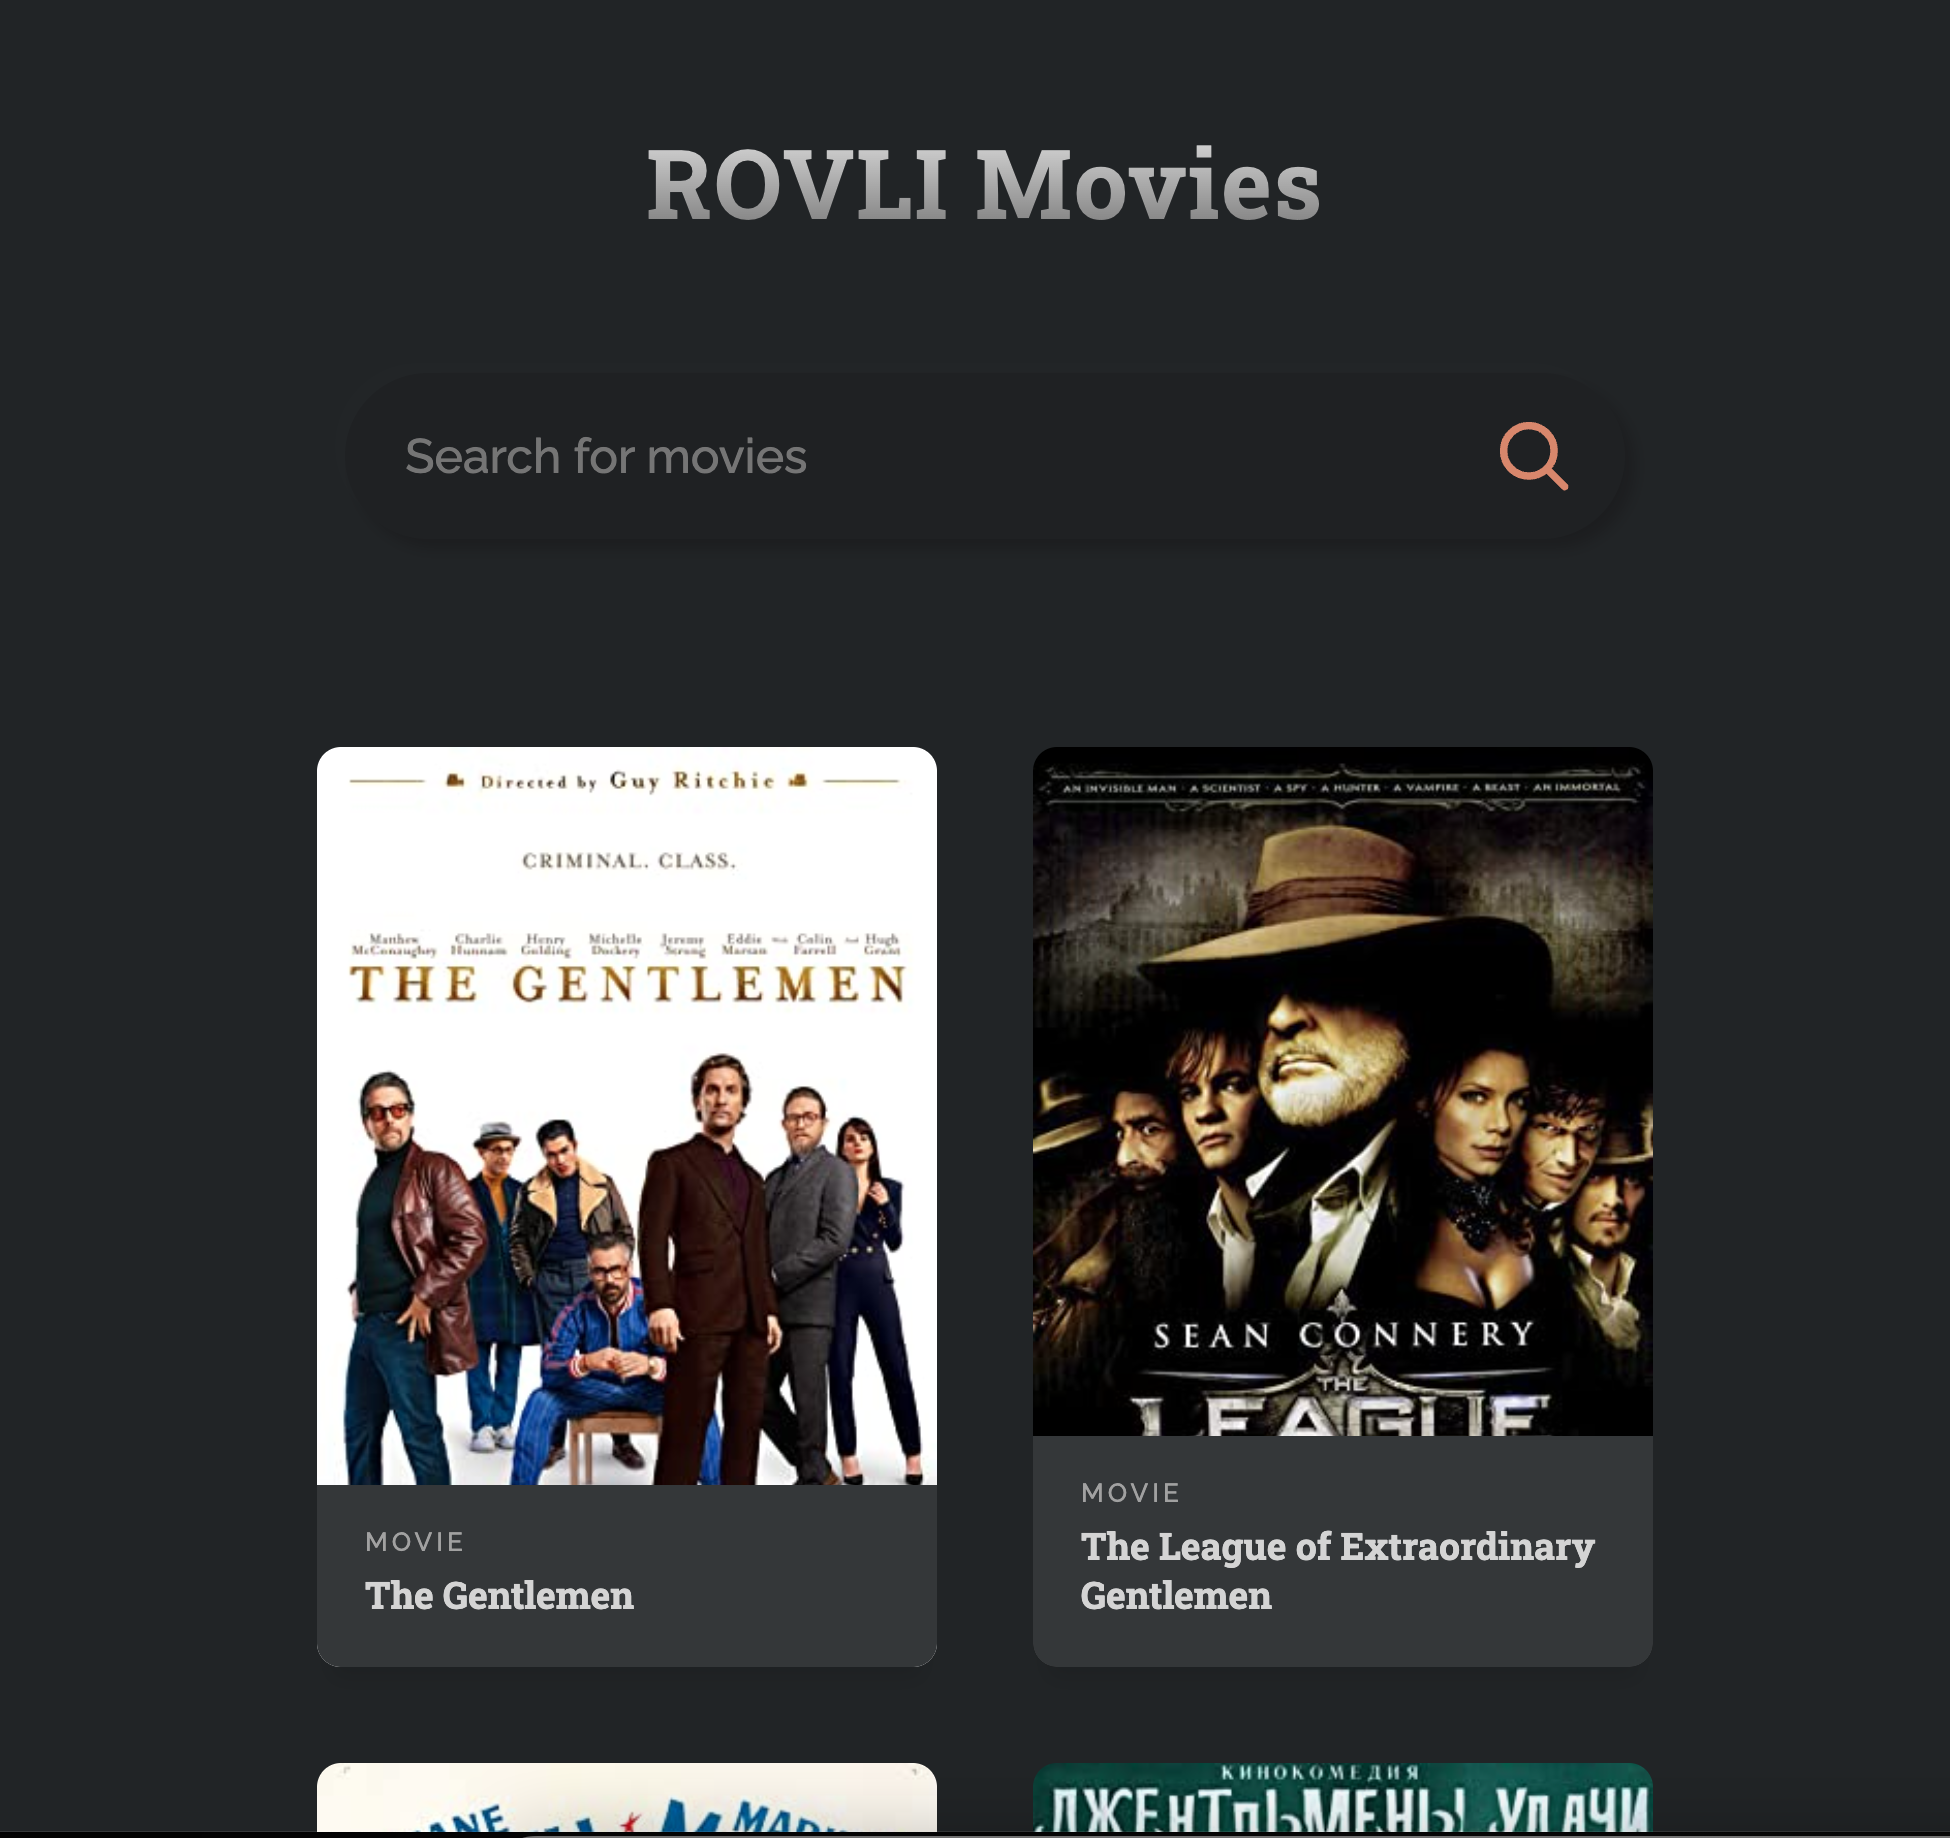 ROVLI Movies
Search for movies
Directed by Guy Ritchie
CRIMINAL. CLASS.
Matthew McConaughey Charlie Hunnam Henry Golding Michelle Dockery Jeremy Strong Eddie Marsan With Colin Farrell And Hugh Grant
THE GENTLEMEN
MOVIE
The Gentlemen
AN INVISIBLE MAN · A SCIENTIST · A SPY · A HUNTER · A VAMPIRE · A BEAST · AN IMMORTAL
SEAN CONNERY
THE
LEAGUE
MOVIE
The League of Extraordinary
Gentlemen
КИНОКОМЕДИЯ
ДЖЕНТЛЬМЕНЫ УДАЧИ